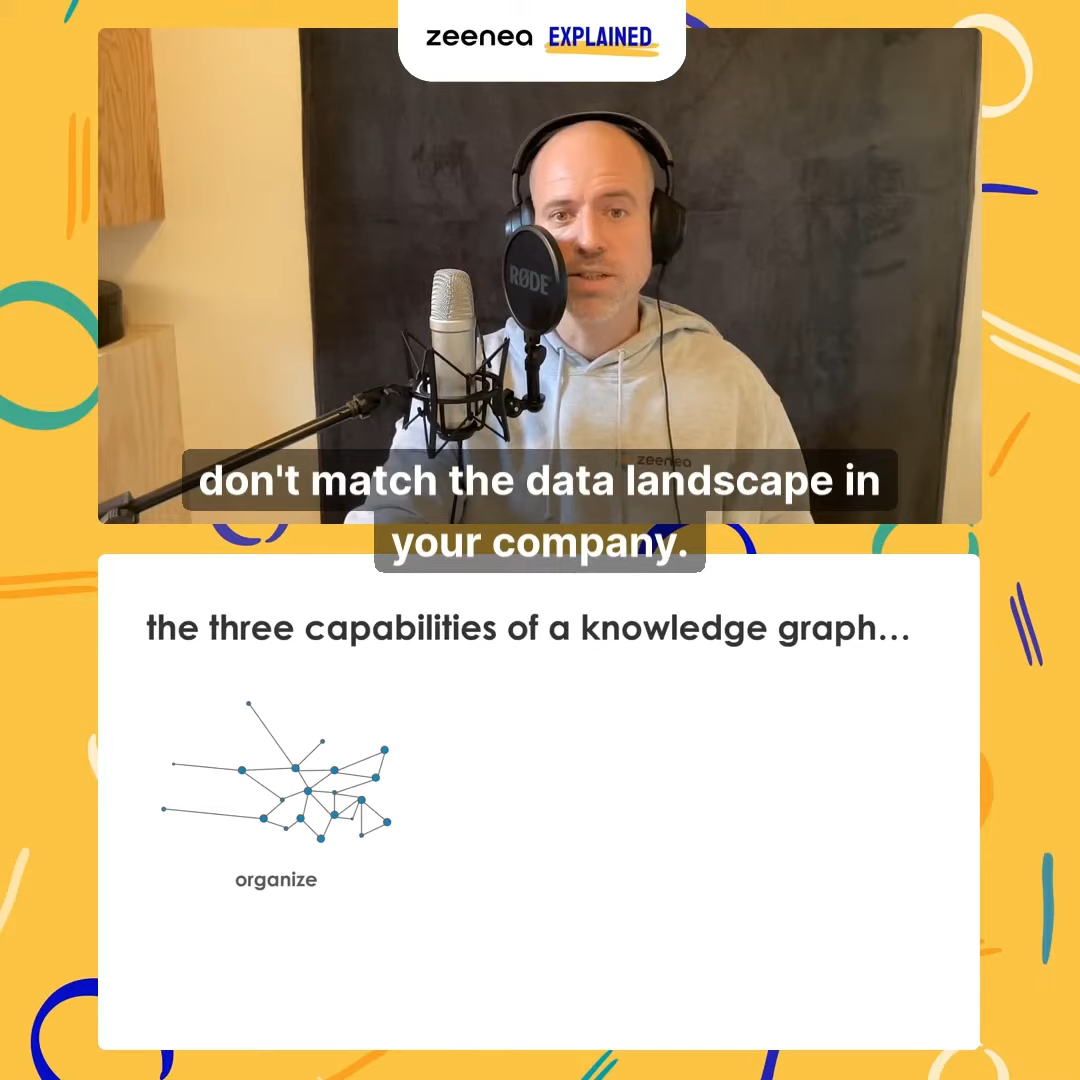 zeenea EXPLAINED
RØDE
zeenea
don't match the data landscape in
your company.
the three capabilities of a knowledge graph...
organize